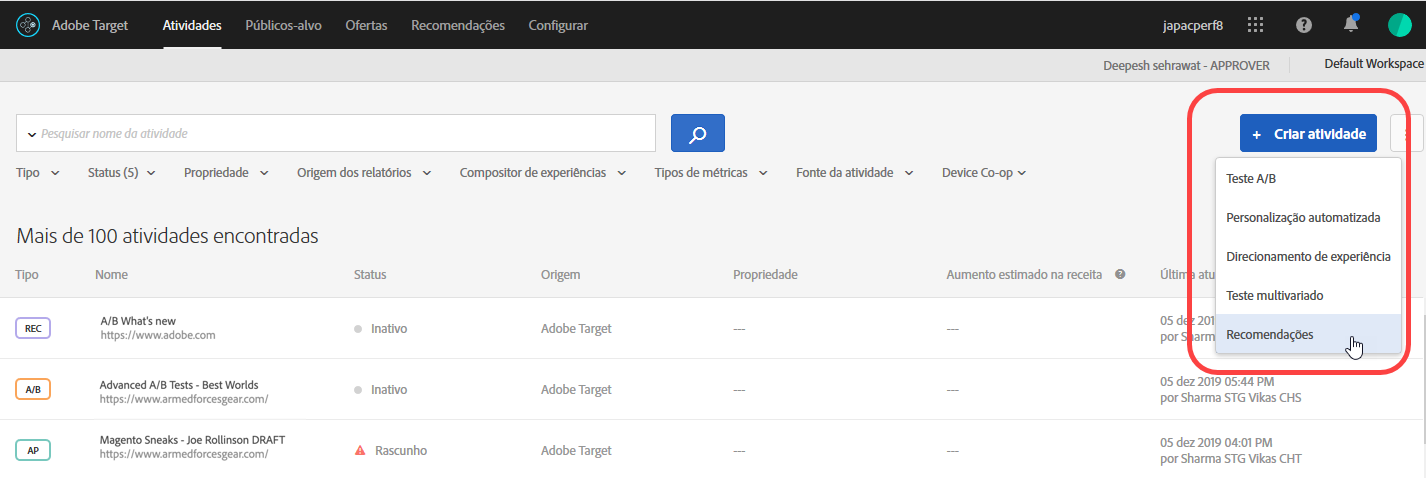 Adobe Target Atividades Públicos-alvo Ofertas Recomendações Configurar japacperf8
Deepesh sehrawat - APPROVER Default Workspace
Pesquisar nome da atividade
+ Criar atividade
Tipo Status (5) Propriedade Origem dos relatórios Compositor de experiências Tipos de métricas Fonte da atividade Device Co-op
Teste A/B
Personalização automatizada
Direcionamento de experiência
Teste multivariado
Recomendações
Mais de 100 atividades encontradas
Tipo Nome Status Origem Propriedade Aumento estimado na receita Última atu
REC A/B What's new Inativo Adobe Target --- --- 05 dez 201
https://www.adobe.com por Sharm
A/B Advanced A/B Tests - Best Worlds Inativo Adobe Target --- --- 05 dez 2019 05:44 PM
https://www.armedforcesgear.com/ por Sharma STG Vikas CHS
AP Magento Sneaks - Joe Rollinson DRAFT Rascunho Adobe Target --- --- 05 dez 2019 04:01 PM
https://www.armedforcesgear.com/ por Sharma STG Vikas CHT